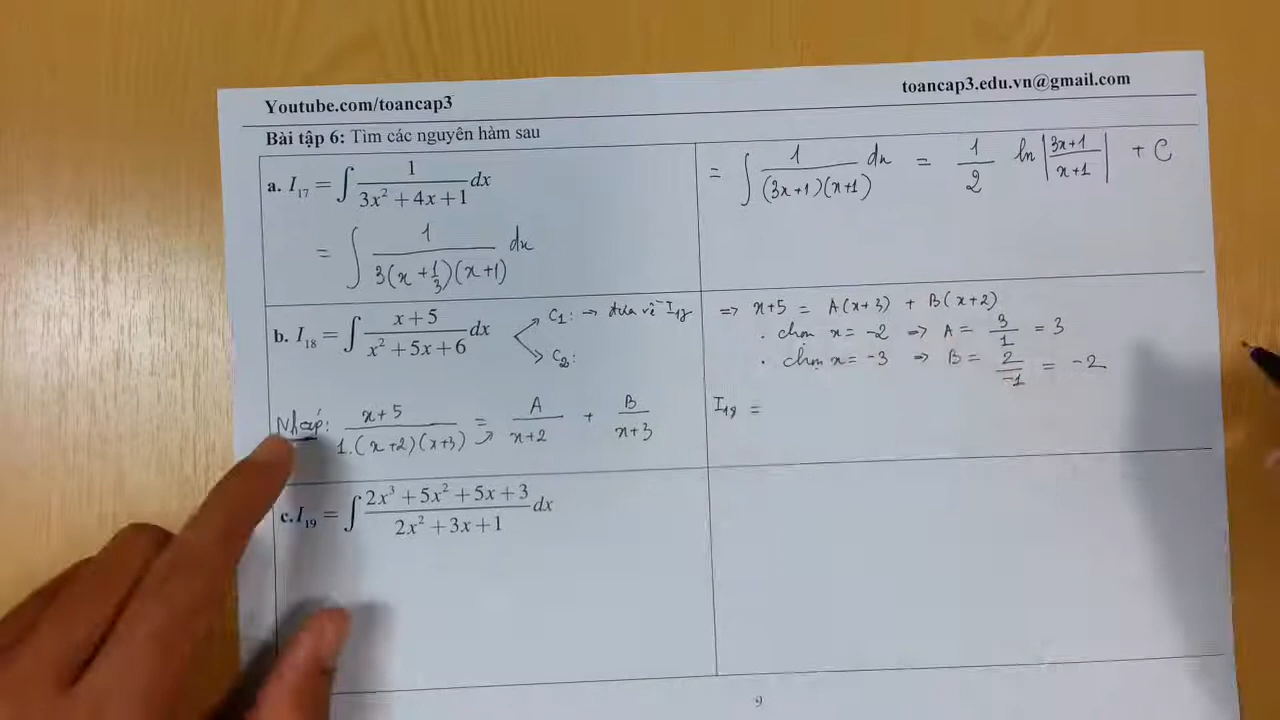 Youtube.com/toancap3
toancap3.edu.vn@gmail.com
Bài tập 6: Tìm các nguyên hàm sau
a. I₁₇ = ∫ 1/(3x² + 4x + 1) dx
= ∫ 1/(3(x + 1/3)(x + 1)) dx
= ∫ 1/((3x+1)(x+1)) dx = 1/2 ln |(3x+1)/(x+1)| + C
b. I₁₈ = ∫ (x + 5)/(x² + 5x + 6) dx
C₁: → đưa về I₁₇
C₂:
Nháp: (x+5)/(1.(x+2)(x+3)) = A/(x+2) + B/(x+3)
⇒ x+5 = A(x+3) + B(x+2)
. chọn x = -2 ⇒ A = 3/1 = 3
. chọn x = -3 ⇒ B = 2/-1 = -2
I₁₈ =
c. I₁₉ = ∫ (2x³ + 5x² + 5x + 3)/(2x² + 3x + 1) dx
9